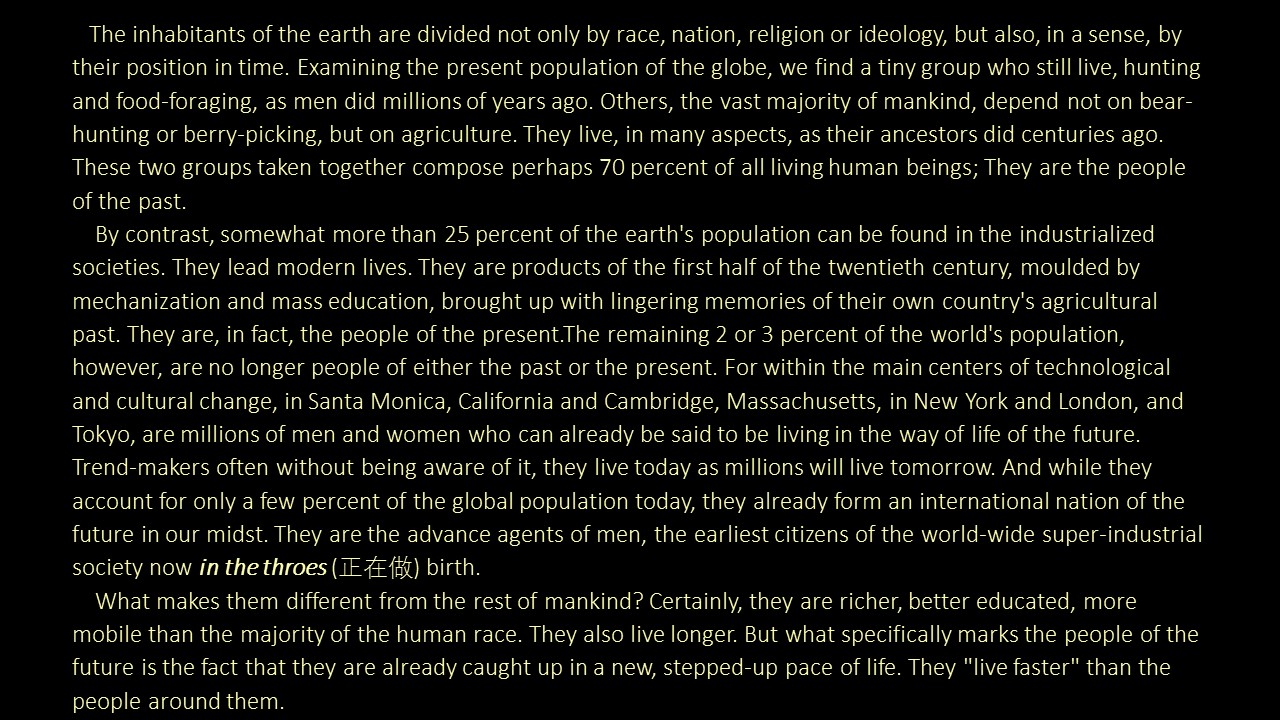 The inhabitants of the earth are divided not only by race, nation, religion or ideology, but also, in a sense, by
their position in time. Examining the present population of the globe, we find a tiny group who still live, hunting
and food-foraging, as men did millions of years ago. Others, the vast majority of mankind, depend not on bear-
hunting or berry-picking, but on agriculture. They live, in many aspects, as their ancestors did centuries ago.
These two groups taken together compose perhaps 70 percent of all living human beings; They are the people
of the past.
By contrast, somewhat more than 25 percent of the earth's population can be found in the industrialized
societies. They lead modern lives. They are products of the first half of the twentieth century, moulded by
mechanization and mass education, brought up with lingering memories of their own country's agricultural
past. They are, in fact, the people of the present.The remaining 2 or 3 percent of the world's population,
however, are no longer people of either the past or the present. For within the main centers of technological
and cultural change, in Santa Monica, California and Cambridge, Massachusetts, in New York and London, and
Tokyo, are millions of men and women who can already be said to be living in the way of life of the future.
Trend-makers often without being aware of it, they live today as millions will live tomorrow. And while they
account for only a few percent of the global population today, they already form an international nation of the
future in our midst. They are the advance agents of men, the earliest citizens of the world-wide super-industrial
society now in the throes (正在做) birth.
What makes them different from the rest of mankind? Certainly, they are richer, better educated, more
mobile than the majority of the human race. They also live longer. But what specifically marks the people of the
future is the fact that they are already caught up in a new, stepped-up pace of life. They "live faster" than the
people around them.